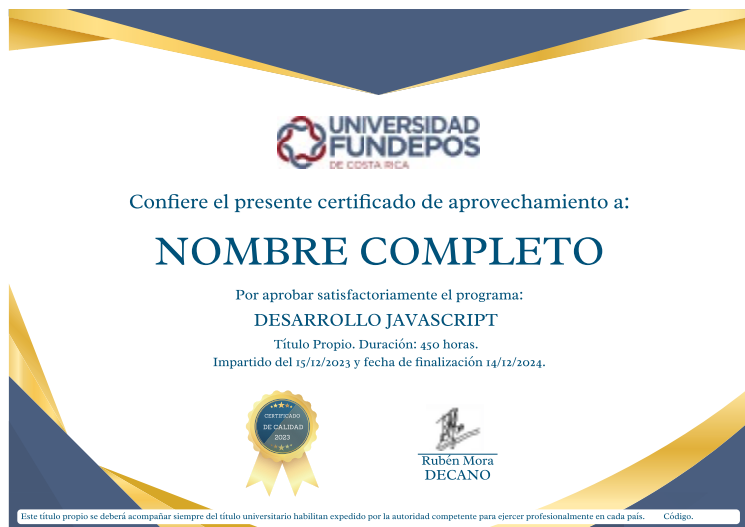 UNIVERSIDAD
FUNDEPOS
DE COSTA RICA
Confiere el presente certificado de aprovechamiento a:
NOMBRE COMPLETO
Por aprobar satisfactoriamente el programa:
DESARROLLO JAVASCRIPT
Título Propio. Duración: 450 horas.
Impartido del 15/12/2023 y fecha de finalización 14/12/2024.
CERTIFICADO
DE CALIDAD
2023
Rubén Mora
DECANO
Este título propio se deberá acompañar siempre del título universitario habilitan expedido por la autoridad competente para ejercer profesionalmente en cada país. Código.